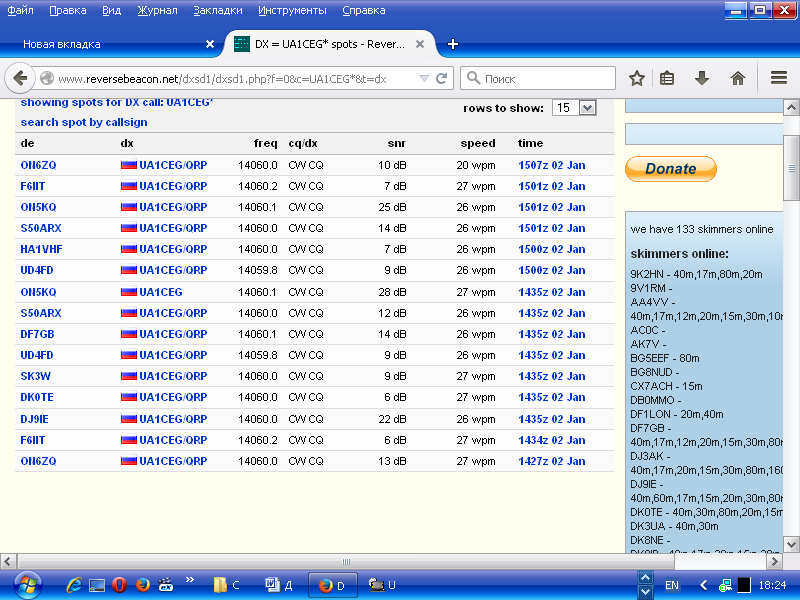 Файл Правка Вид Журнал Закладки Инструменты Справка
Новая вкладка
DX = UA1CEG* spots - Rever...
www.reversebeacon.net/dxsd1/dxsd1.php?f=0&c=UA1CEG*&t=dx
Поиск
showing spots for DX call: UA1CEG*
rows to show: 15
search spot by callsign
de dx freq cq/dx snr speed time
ON6ZQ UA1CEG/QRP 14060.0 CW CQ 10 dB 20 wpm 1507z 02 Jan
F6IIT UA1CEG/QRP 14060.2 CW CQ 7 dB 27 wpm 1501z 02 Jan
ON5KQ UA1CEG/QRP 14060.1 CW CQ 25 dB 26 wpm 1501z 02 Jan
S50ARX UA1CEG/QRP 14060.0 CW CQ 14 dB 26 wpm 1501z 02 Jan
HA1VHF UA1CEG/QRP 14060.0 CW CQ 7 dB 27 wpm 1500z 02 Jan
UD4FD UA1CEG/QRP 14059.8 CW CQ 9 dB 26 wpm 1500z 02 Jan
ON5KQ UA1CEG 14060.1 CW CQ 28 dB 27 wpm 1435z 02 Jan
S50ARX UA1CEG/QRP 14060.0 CW CQ 12 dB 26 wpm 1435z 02 Jan
DF7GB UA1CEG/QRP 14060.1 CW CQ 14 dB 26 wpm 1435z 02 Jan
UD4FD UA1CEG/QRP 14059.8 CW CQ 9 dB 26 wpm 1435z 02 Jan
SK3W UA1CEG/QRP 14060.0 CW CQ 9 dB 27 wpm 1435z 02 Jan
DK0TE UA1CEG/QRP 14060.0 CW CQ 6 dB 27 wpm 1435z 02 Jan
DJ9IE UA1CEG/QRP 14060.0 CW CQ 22 dB 26 wpm 1435z 02 Jan
F6IIT UA1CEG/QRP 14060.2 CW CQ 6 dB 27 wpm 1434z 02 Jan
ON6ZQ UA1CEG/QRP 14060.0 CW CQ 13 dB 27 wpm 1427z 02 Jan
Donate
we have 133 skimmers online
skimmers online:
9K2HN - 40m,17m,80m,20m
9V1RM -
AA4VV -
40m,17m,12m,20m,15m,30m,10m
AC0C -
AK7V -
BG5EEF - 80m
BG8NUD -
CX7ACH - 15m
DB0MMO -
DF1LON - 20m,40m
DF7GB -
40m,17m,12m,20m,15m,30m,80m
DJ3AK -
40m,17m,20m,15m,30m,80m,160
DJ9IE -
40m,60m,17m,15m,20m,30m,80m
DK0TE - 40m,30m,80m,20m,15m
DK3UA - 40m,30m
DK8NE -
С Д D U EN 18:24